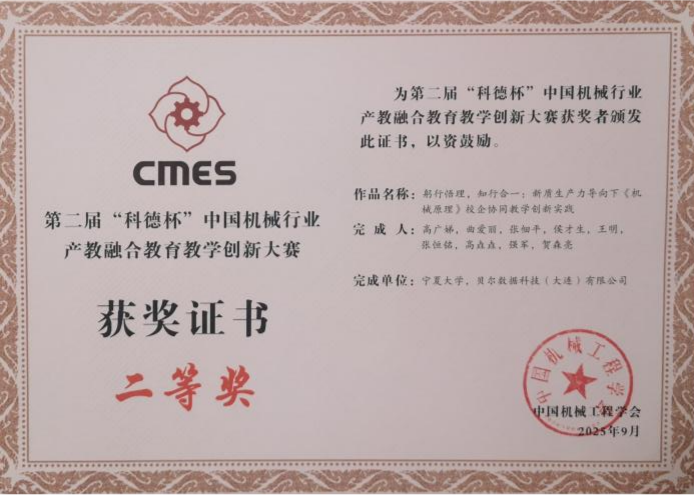 CMES
第二届“科德杯”中国机械行业
产教融合教育教学创新大赛
获奖证书
二等奖
为第二届“科德杯”中国机械行业
产教融合教育教学创新大赛获奖者颁发
此证书，以资鼓励。
作品名称：躬行悟理，知行合一：新质生产力导向下《机
械原理》校企协同教学创新实践
完成人：高广娣，曲爱丽，张细平，侯才生，王明，
张恒铭，高垚垚，强军，贺森亮
完成单位：宁夏大学，贝尔数据科技（大连）有限公司
中国机械工程学会
中国机械工程学会
2025年9月